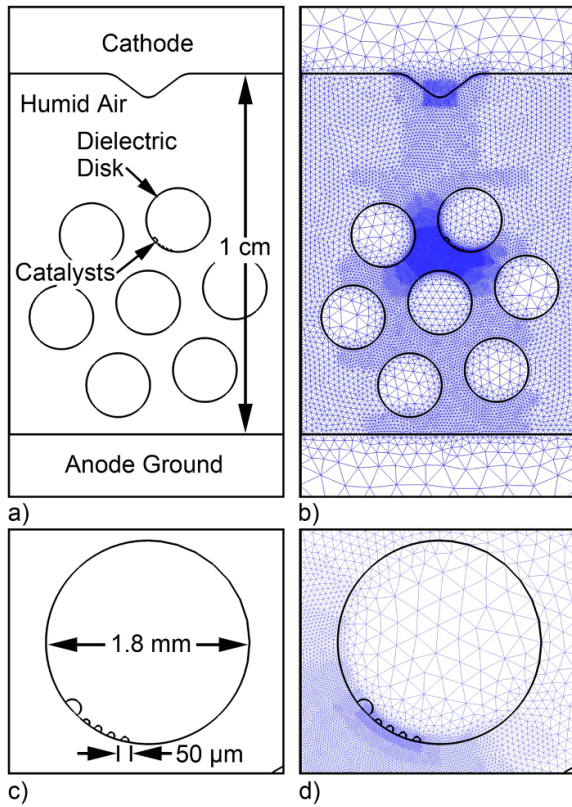 Cathode
Humid Air
Dielectric
Disk
Catalysts
1 cm
Anode Ground
a)
b)
1.8 mm
50 µm
c)
d)